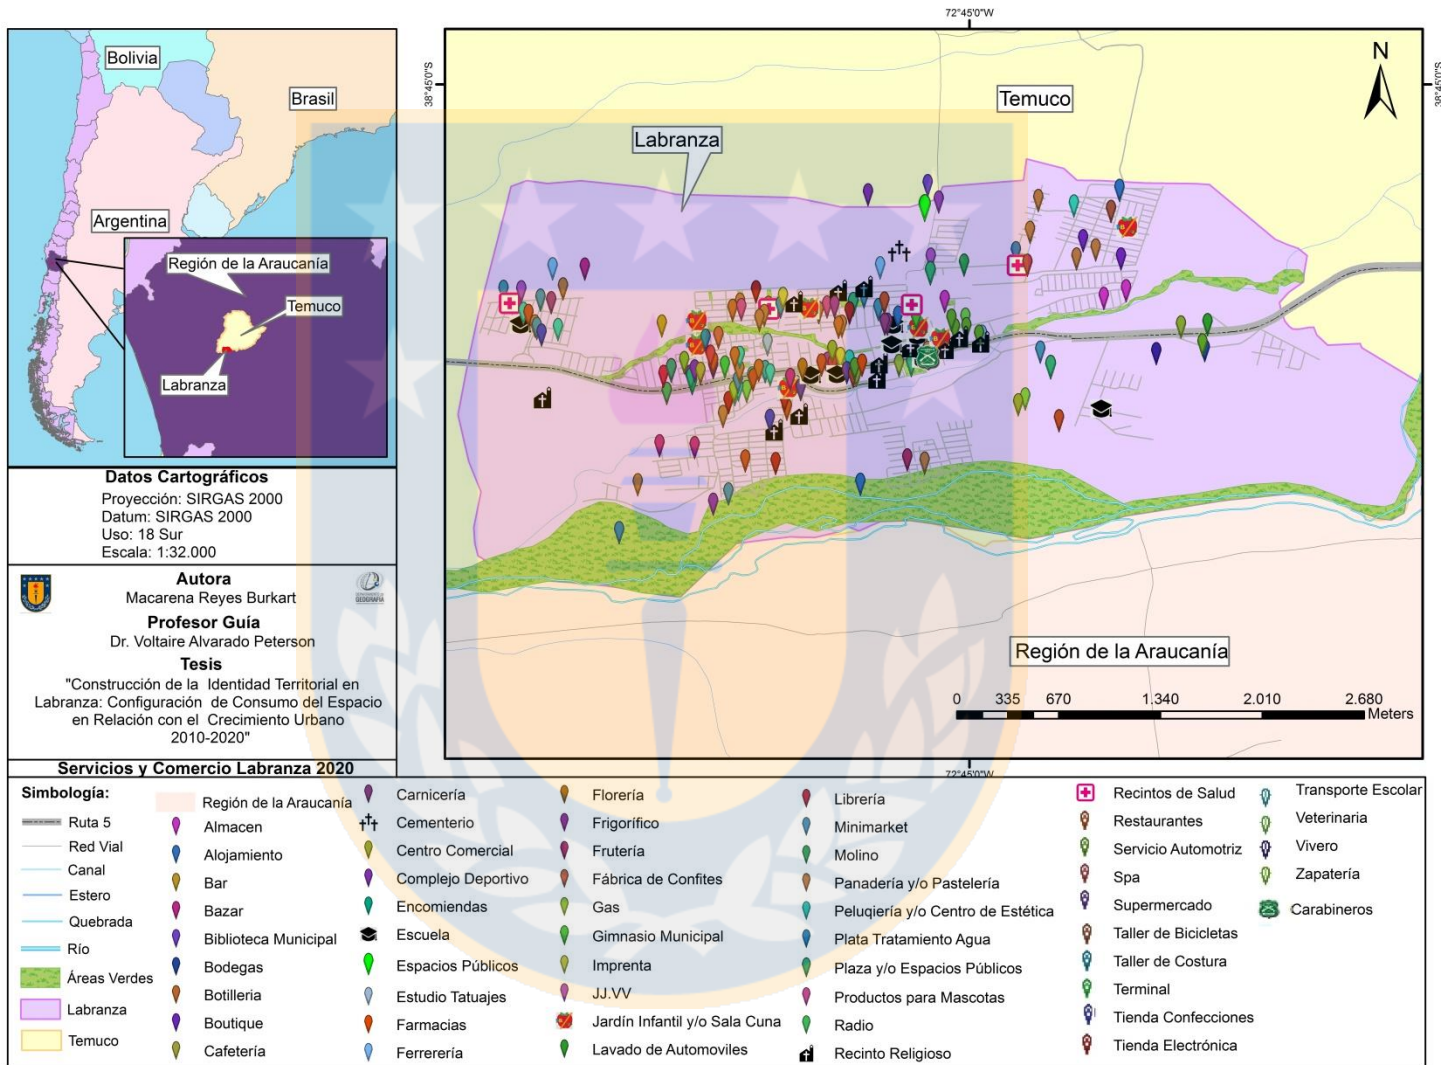 Bolivia
Brasil
Argentina
Región de la Araucanía
Temuco
Labranza
72°45'0"W
38°45'0"S
38°45'0"S
N
Temuco
Labranza
Región de la Araucanía
0 335 670 1.340 2.010 2.680
Meters
72°45'0"W
Datos Cartográficos
Proyección: SIRGAS 2000
Datum: SIRGAS 2000
Uso: 18 Sur
Escala: 1:32.000
Autora
Macarena Reyes Burkart
Profesor Guía
Dr. Voltaire Alvarado Peterson
Tesis
"Construcción de la Identidad Territorial en
Labranza: Configuración de Consumo del Espacio
en Relación con el Crecimiento Urbano
2010-2020"
Servicios y Comercio Labranza 2020
Simbología:
Ruta 5
Red Vial
Canal
Estero
Quebrada
Río
Áreas Verdes
Labranza
Temuco
Región de la Araucanía
Almacen
Alojamiento
Bar
Bazar
Biblioteca Municipal
Bodegas
Botilleria
Boutique
Cafetería
Carnicería
Cementerio
Centro Comercial
Complejo Deportivo
Encomiendas
Escuela
Espacios Públicos
Estudio Tatuajes
Farmacias
Ferrerería
Florería
Frigorífico
Frutería
Fábrica de Confites
Gas
Gimnasio Municipal
Imprenta
JJ.VV
Jardín Infantil y/o Sala Cuna
Lavado de Automoviles
Librería
Minimarket
Molino
Panadería y/o Pastelería
Peluqiería y/o Centro de Estética
Plata Tratamiento Agua
Plaza y/o Espacios Públicos
Productos para Mascotas
Radio
Recinto Religioso
Recintos de Salud
Restaurantes
Servicio Automotriz
Spa
Supermercado
Taller de Bicicletas
Taller de Costura
Terminal
Tienda Confecciones
Tienda Electrónica
Transporte Escolar
Veterinaria
Vivero
Zapatería
Carabineros